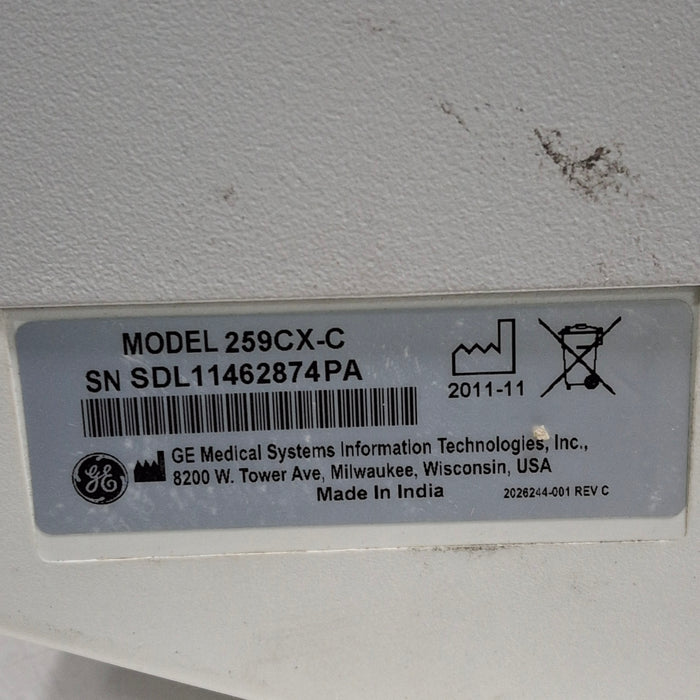 MODEL 259CX-C
SN SDL11462874PA
2011-11
GE
GE Medical Systems Information Technologies, Inc.,
8200 W. Tower Ave, Milwaukee, Wisconsin, USA
Made In India
2026244-001 REV C